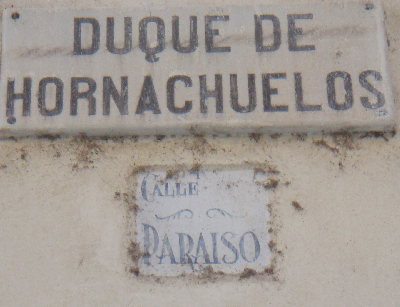 DUQUE DE
HORNACHUELOS
CALLE
PARAISO